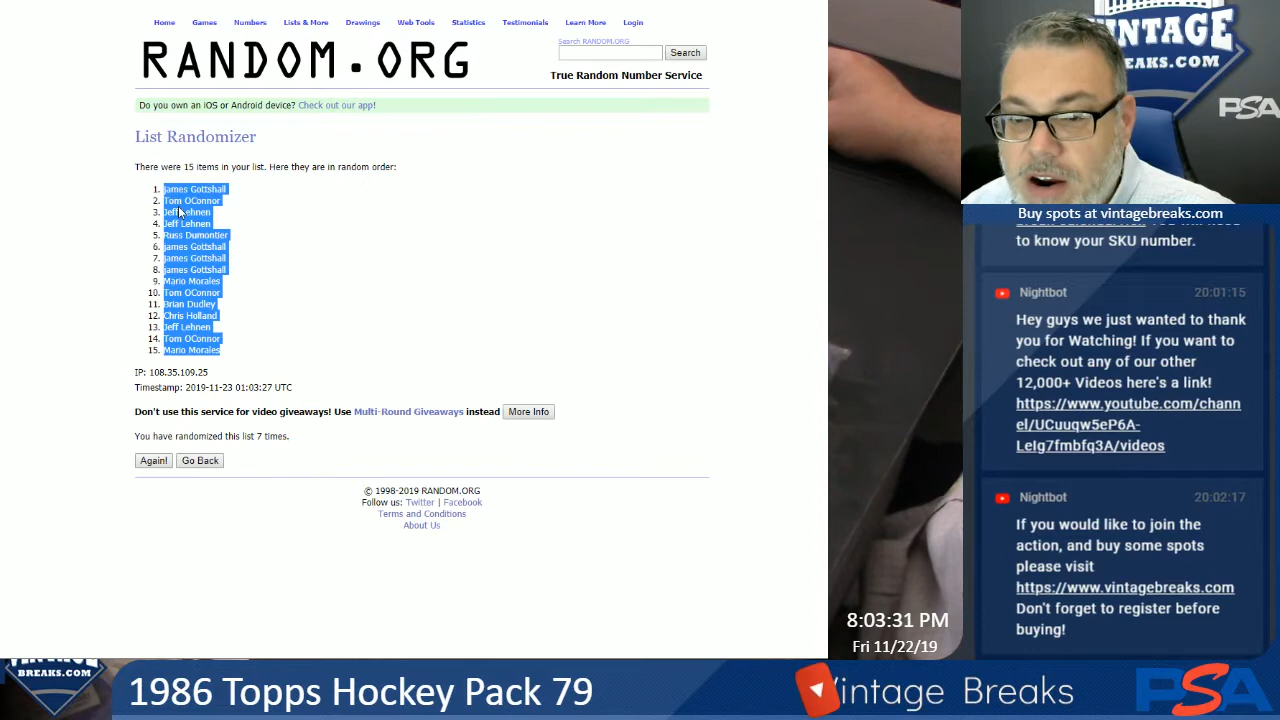 Home Games Numbers Lists & More Drawings Web Tools Statistics Testimonials Learn More Login
RANDOM.ORG
Search RANDOM.ORG
Search
True Random Number Service
Do you own an iOS or Android device? Check out our app!
List Randomizer
There were 15 items in your list. Here they are in random order:
1. James Gottshall
2. Tom OConnor
3. Jeff Lehnen
4. Jeff Lehnen
5. Russ Dumontier
6. James Gottshall
7. James Gottshall
8. James Gottshall
9. Mario Morales
10. Tom OConnor
11. Brian Dudley
12. Chris Holland
13. Jeff Lehnen
14. Tom OConnor
15. Mario Morales
IP: 108.35.109.25
Timestamp: 2019-11-23 01:03:27 UTC
Don't use this service for video giveaways! Use Multi-Round Giveaways instead More Info
You have randomized this list 7 times.
Again! Go Back
© 1998-2019 RANDOM.ORG
Follow us: Twitter | Facebook
Terms and Conditions
About Us
VINTAGE
BREAKS.COM
PSA
Buy spots at vintagebreaks.com
to know your SKU number.
Nightbot 20:01:15
Hey guys we just wanted to thank
you for Watching! If you want to
check out any of our other
12,000+ Videos here's a link!
https://www.youtube.com/chann
el/UCuuqw5eP6A-
LeIg7fmbfq3A/videos
Nightbot 20:02:17
If you would like to join the
action, and buy some spots
please visit
https://www.vintagebreaks.com
Don't forget to register before
buying!
8:03:31 PM
Fri 11/22/19
VINTAGE
BREAKS.COM
1986 Topps Hockey Pack 79
Vintage Breaks
PSA